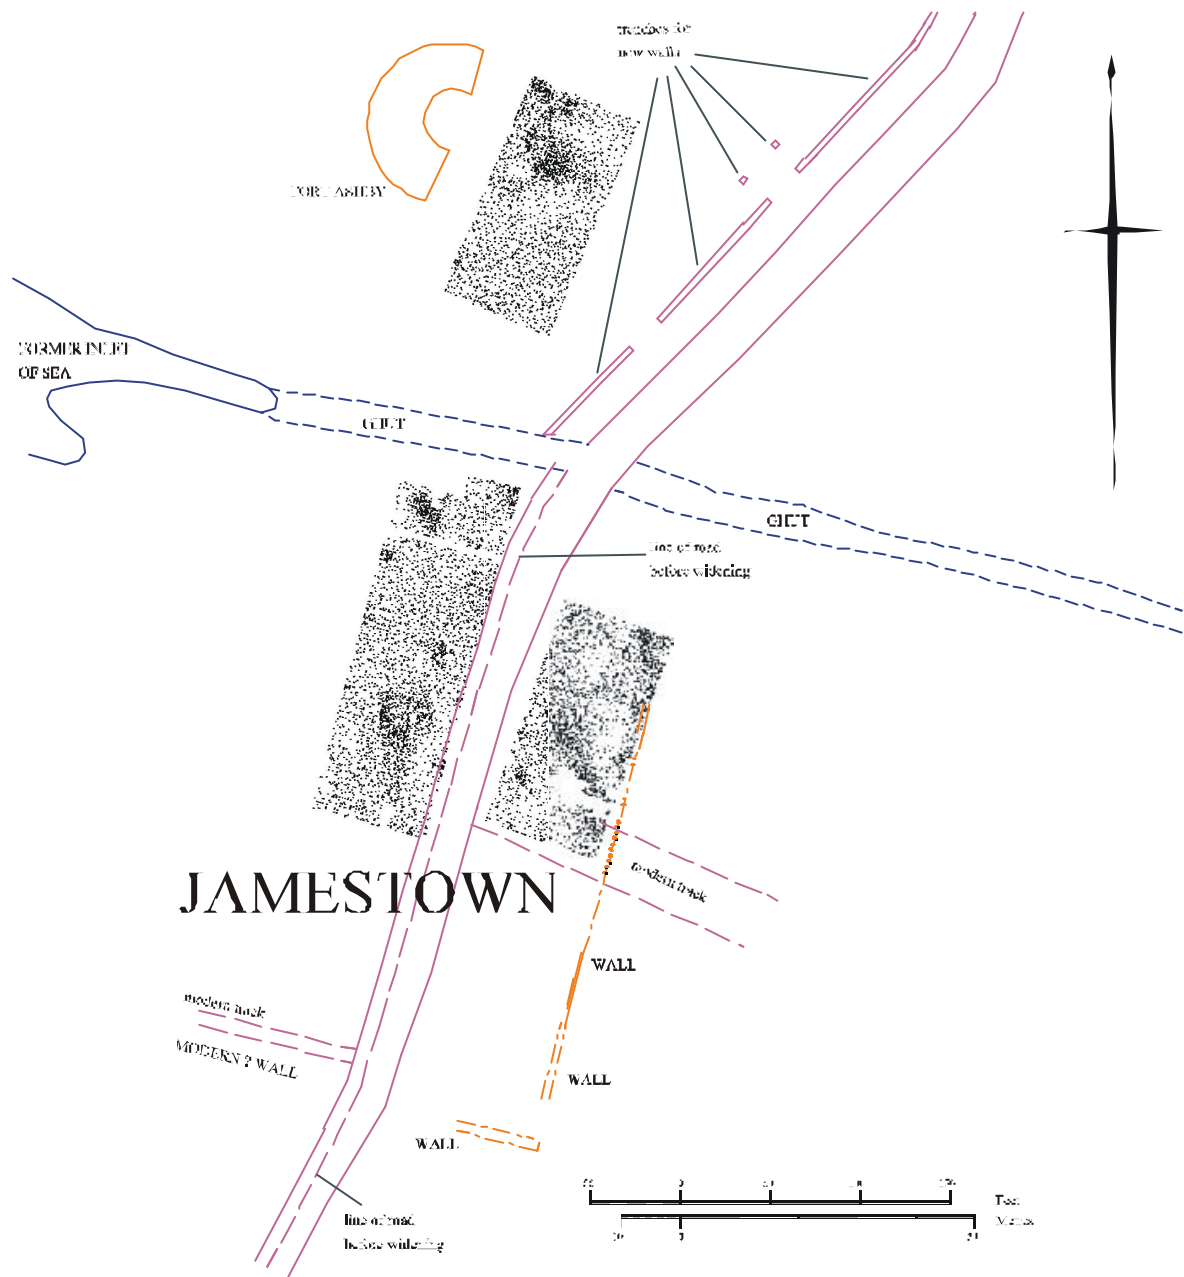 trenches for
new walls
FORT ASHBY
FORMER INLET
OF SEA
GHUT
GHUT
line of road
before widening
modern track
JAMESTOWN
WALL
modern track
MODERN ? WALL
WALL
WALL
line of road
before widening
Feet
Metres